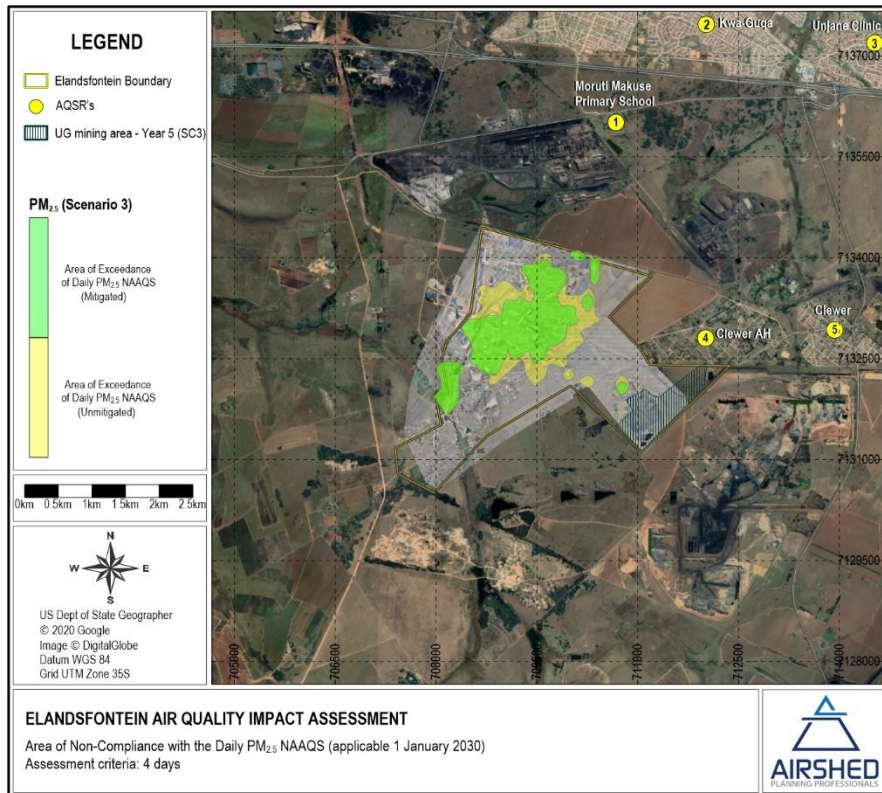 LEGEND
Elandsfontein Boundary
AQSR's
UG mining area - Year 5 (SC3)
PM2.5 (Scenario 3)
Area of Exceedance
of Daily PM2.5 NAAQS
(Mitigated)
Area of Exceedance
of Daily PM2.5 NAAQS
(Unmitigated)
0km 0.5km 1km 1.5km 2km 2.5km
N
W E
S
US Dept of State Geographer
© 2020 Google
Image © DigitalGlobe
Datum WGS 84
Grid UTM Zone 35S
2 Kwa-Guqa
Unjane Clinic
3
7137000
Moruti Makuse
Primary School
1
7135500
7134000
Clewer
4 Clewer AH
5
7132500
7131000
7129500
7128000
705000
706500
708000
711000
712500
714000
ELANDSFONTEIN AIR QUALITY IMPACT ASSESSMENT
Area of Non-Compliance with the Daily PM2.5 NAAQS (applicable 1 January 2030)
Assessment criteria: 4 days
AIRSHED
PLANNING PROFESSIONALS